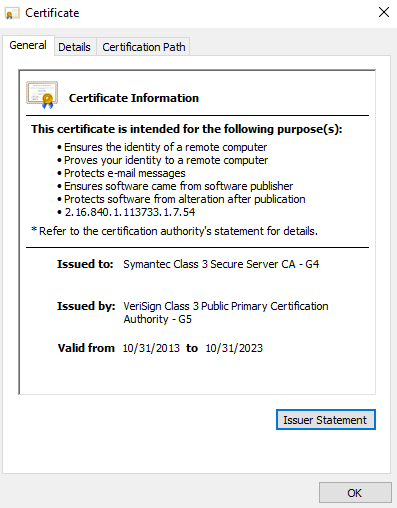 Certificate
General Details Certification Path
Certificate Information
This certificate is intended for the following purpose(s):
• Ensures the identity of a remote computer
• Proves your identity to a remote computer
• Protects e-mail messages
• Ensures software came from software publisher
• Protects software from alteration after publication
• 2.16.840.1.113733.1.7.54
* Refer to the certification authority's statement for details.
Issued to: Symantec Class 3 Secure Server CA - G4
Issued by: VeriSign Class 3 Public Primary Certification
Authority - G5
Valid from 10/31/2013 to 10/31/2023
Issuer Statement
OK